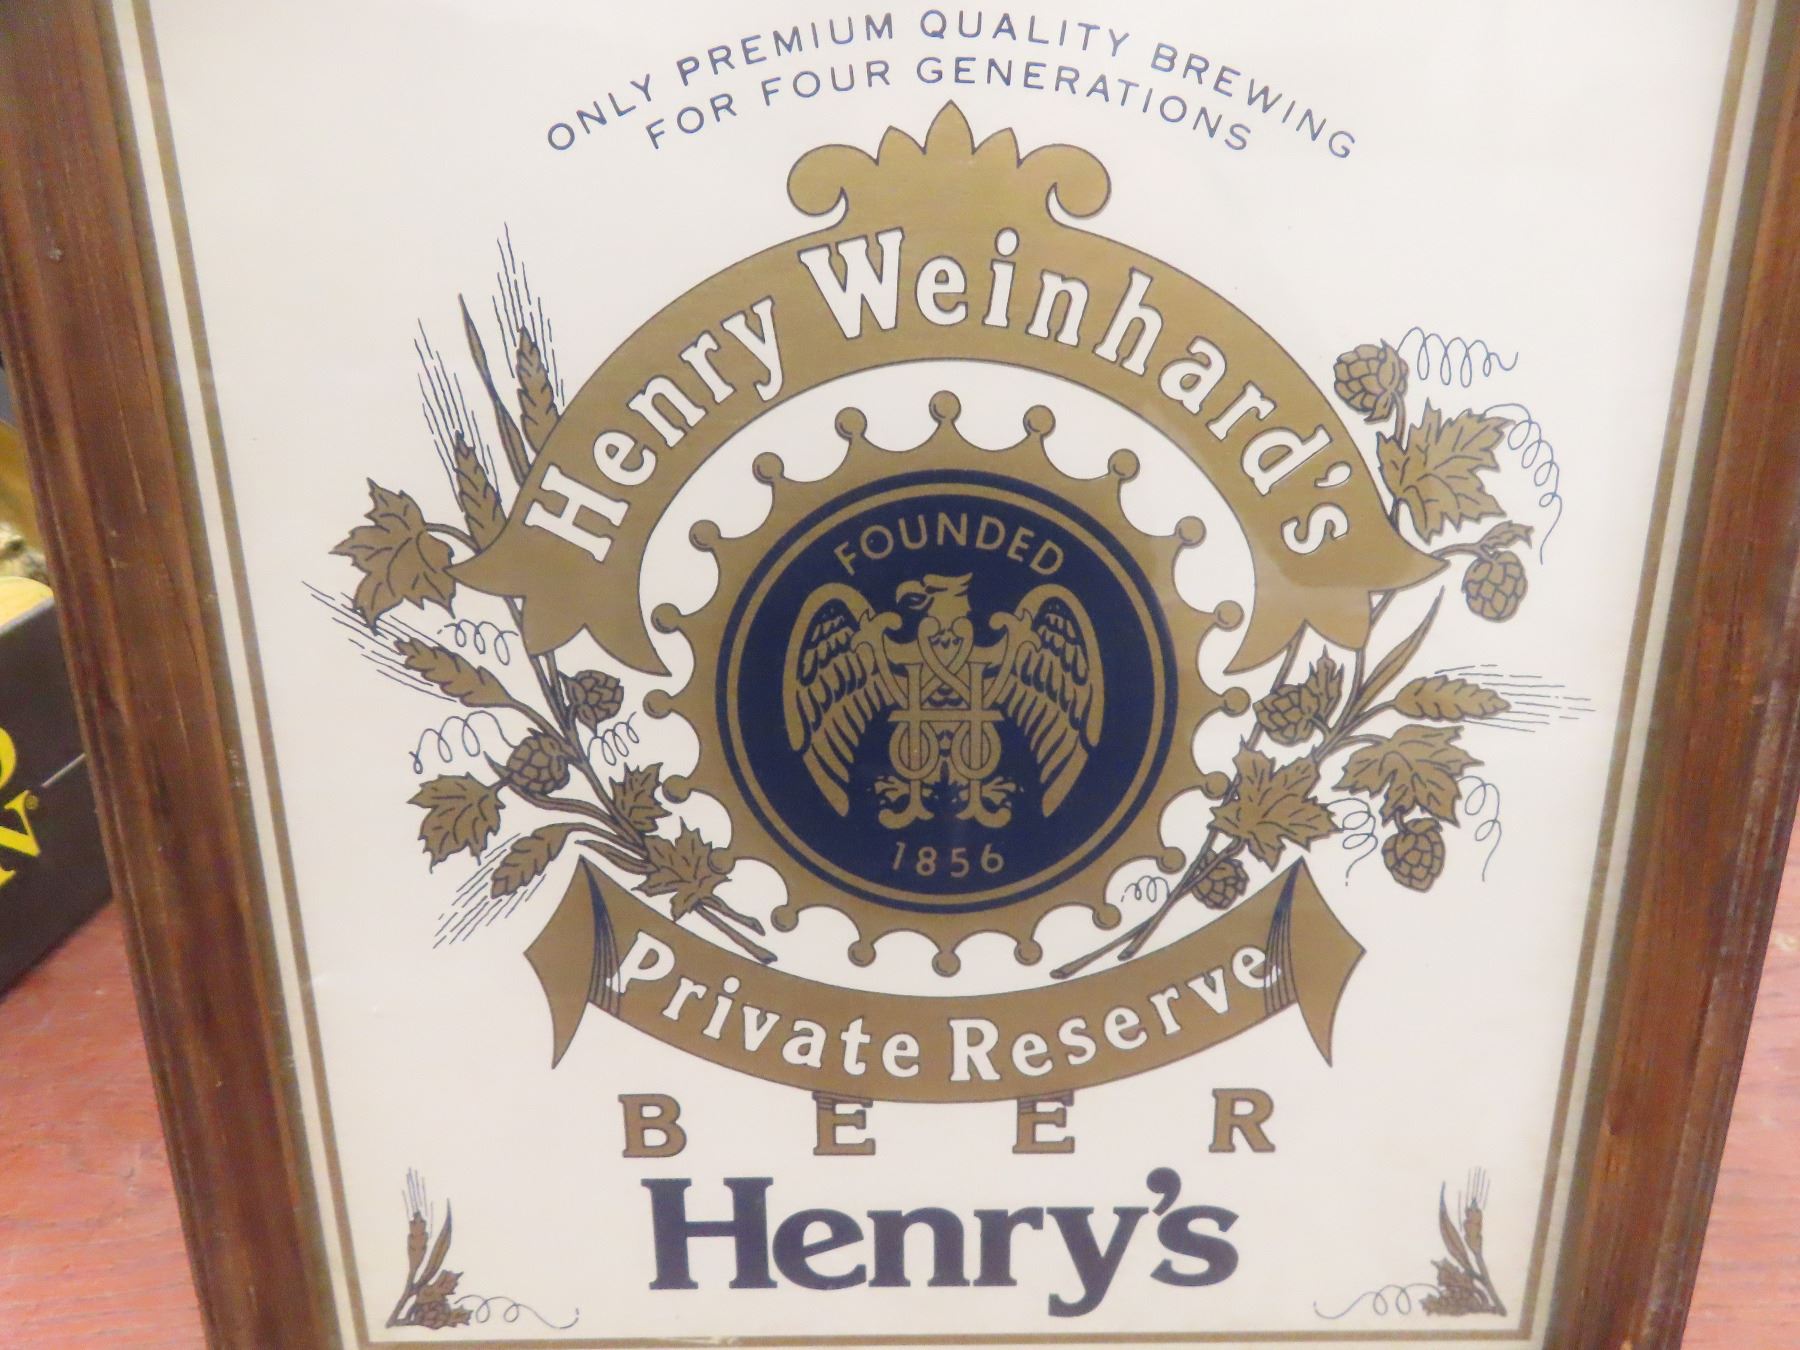 ONLY PREMIUM QUALITY BREWING
FOR FOUR GENERATIONS
Henry Weinhard's
FOUNDED
1856
Private Reserve
BEER
Henry's